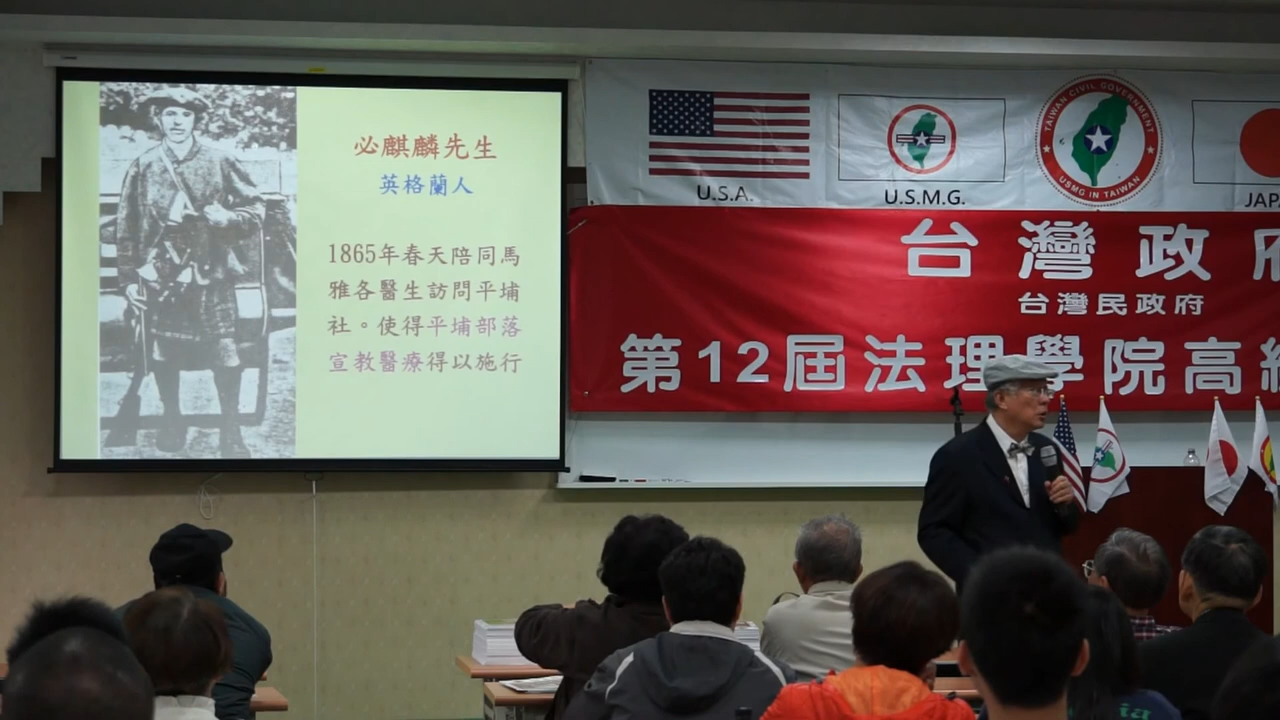 必麒麟先生
英格蘭人
1865年春天陪同馬
雅各醫生訪問平埔
社。使得平埔部落
宣教醫療得以施行
U.S.A.
U.S.M.G.
TAIWAN CIVIL GOVERNMENT
USMG IN TAIWAN
JAP
台灣政府
台灣民政府
第12屆法理學院高